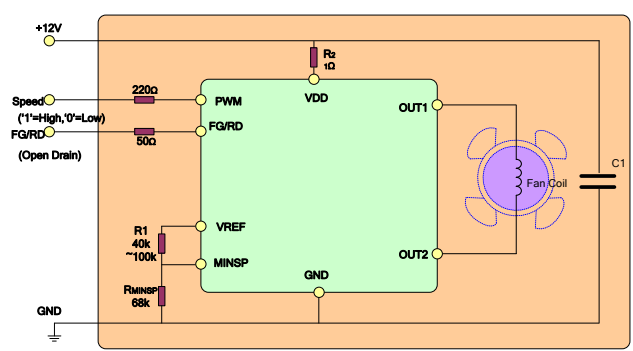 +12V
R2
1Ω
220Ω
Speed
PWM
VDD
OUT1
('1'=High,'0'=Low)
FG/RD
FG/RD
50Ω
(Open Drain)
C1
Fan Coil
VREF
R1
40k
~100k
MINSP
OUT2
GND
RMINSP
68k
GND